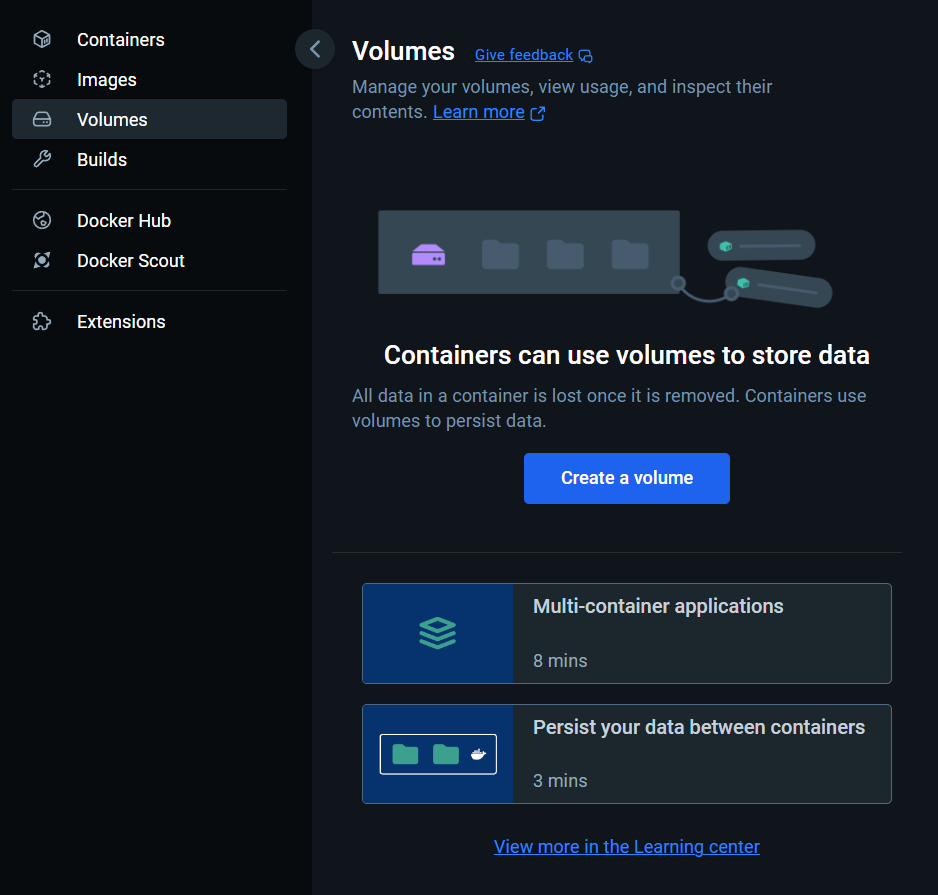 Containers
Images
Volumes
Builds
Docker Hub
Docker Scout
Extensions
Volumes
Give feedback
Manage your volumes, view usage, and inspect their
contents. Learn more
Containers can use volumes to store data
All data in a container is lost once it is removed. Containers use
volumes to persist data.
Create a volume
Multi-container applications
8 mins
Persist your data between containers
3 mins
View more in the Learning center